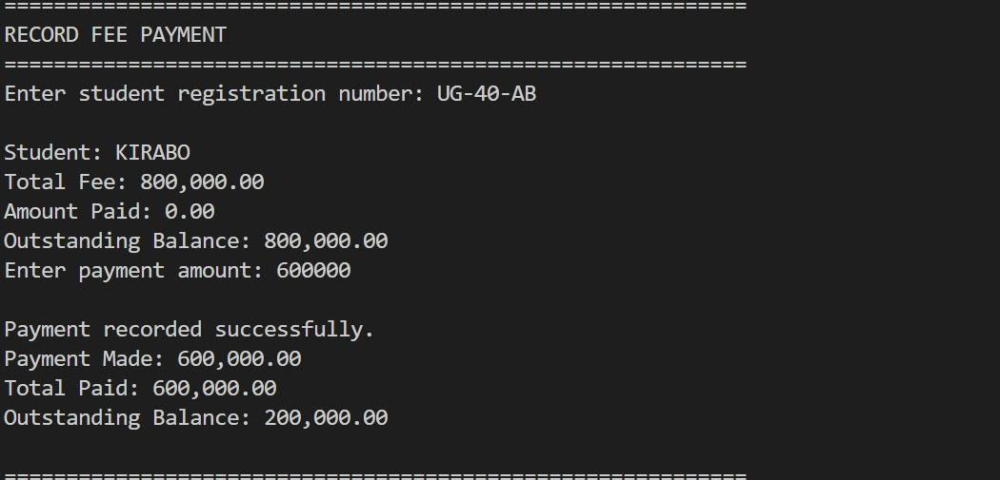 ============================================================
RECORD FEE PAYMENT
============================================================
Enter student registration number: UG-40-AB
Student: KIRABO
Total Fee: 800,000.00
Amount Paid: 0.00
Outstanding Balance: 800,000.00
Enter payment amount: 600000
Payment recorded successfully.
Payment Made: 600,000.00
Total Paid: 600,000.00
Outstanding Balance: 200,000.00
============================================================